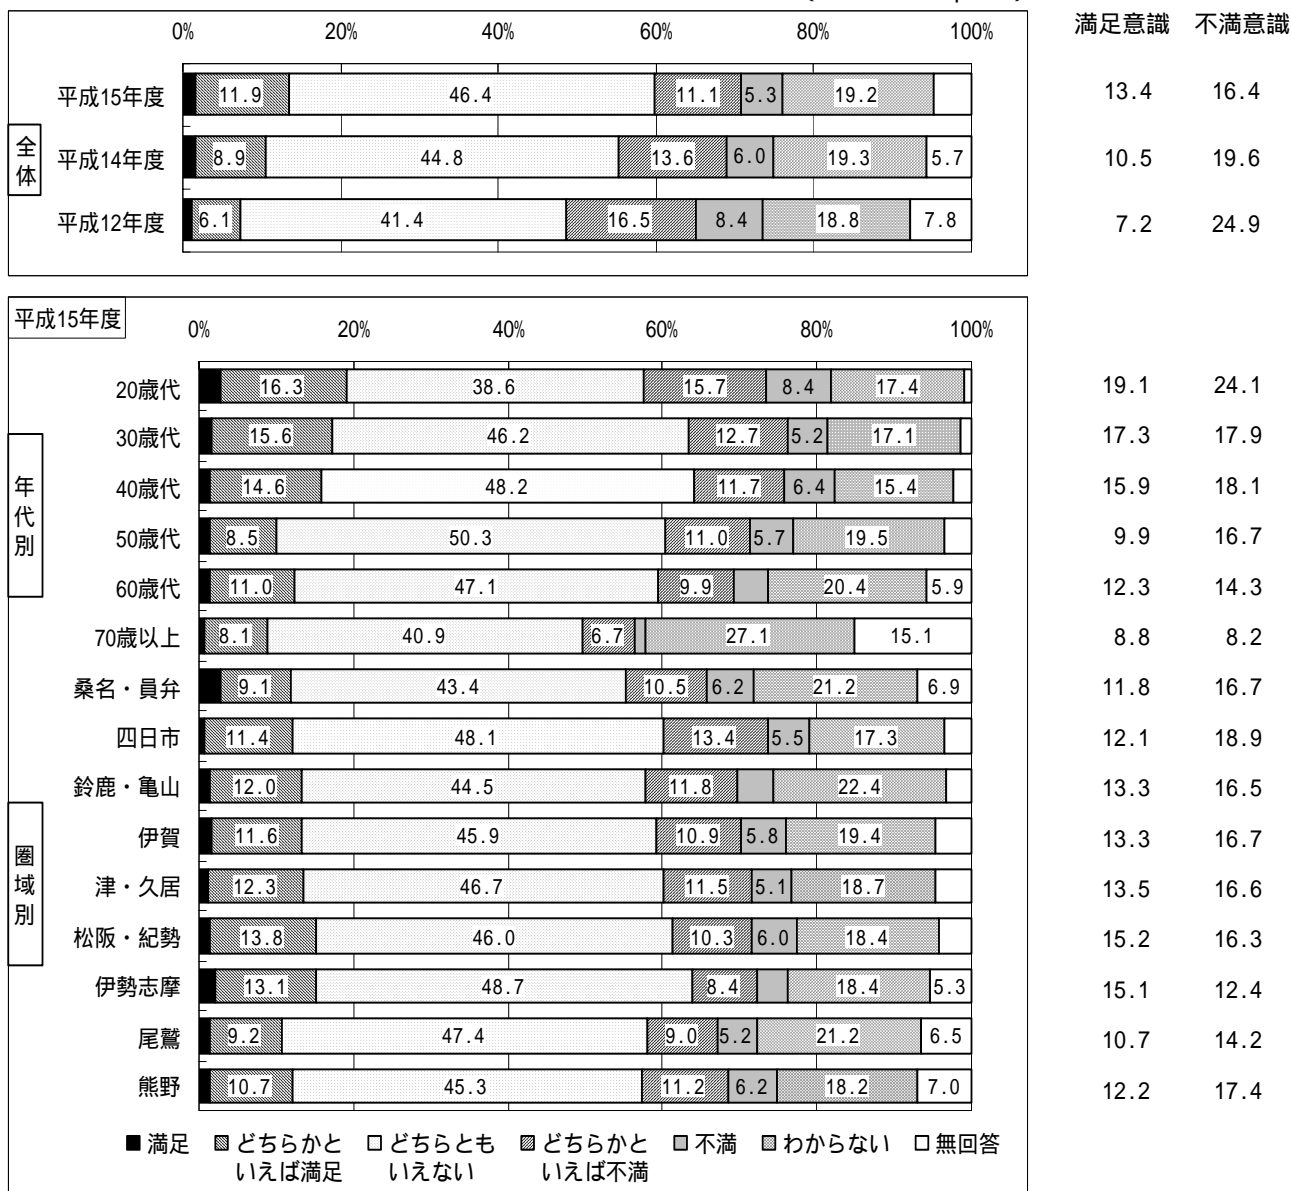 0% 20% 40% 60% 80% 100% 満足意識 不満意識
平成15年度 11.9 46.4 11.1 5.3 19.2 13.4 16.4
全体
平成14年度 8.9 44.8 13.6 6.0 19.3 5.7 10.5 19.6
平成12年度 6.1 41.4 16.5 8.4 18.8 7.8 7.2 24.9
平成15年度
0% 20% 40% 60% 80% 100%
20歳代 16.3 38.6 15.7 8.4 17.4 19.1 24.1
30歳代 15.6 46.2 12.7 5.2 17.1 17.3 17.9
年代別
40歳代 14.6 48.2 11.7 6.4 15.4 15.9 18.1
50歳代 8.5 50.3 11.0 5.7 19.5 9.9 16.7
60歳代 11.0 47.1 9.9 20.4 5.9 12.3 14.3
70歳以上 8.1 40.9 6.7 27.1 15.1 8.8 8.2
桑名・員弁 9.1 43.4 10.5 6.2 21.2 6.9 11.8 16.7
四日市 11.4 48.1 13.4 5.5 17.3 12.1 18.9
鈴鹿・亀山 12.0 44.5 11.8 22.4 13.3 16.5
圏域別
伊賀 11.6 45.9 10.9 5.8 19.4 13.3 16.7
津・久居 12.3 46.7 11.5 5.1 18.7 13.5 16.6
松阪・紀勢 13.8 46.0 10.3 6.0 18.4 15.2 16.3
伊勢志摩 13.1 48.7 8.4 18.4 5.3 15.1 12.4
尾鷲 9.2 47.4 9.0 5.2 21.2 6.5 10.7 14.2
熊野 10.7 45.3 11.2 6.2 18.2 7.0 12.2 17.4
満足 どちらかと どちらとも どちらかと 不満 わからない 無回答
いえば満足 いえない いえば不満